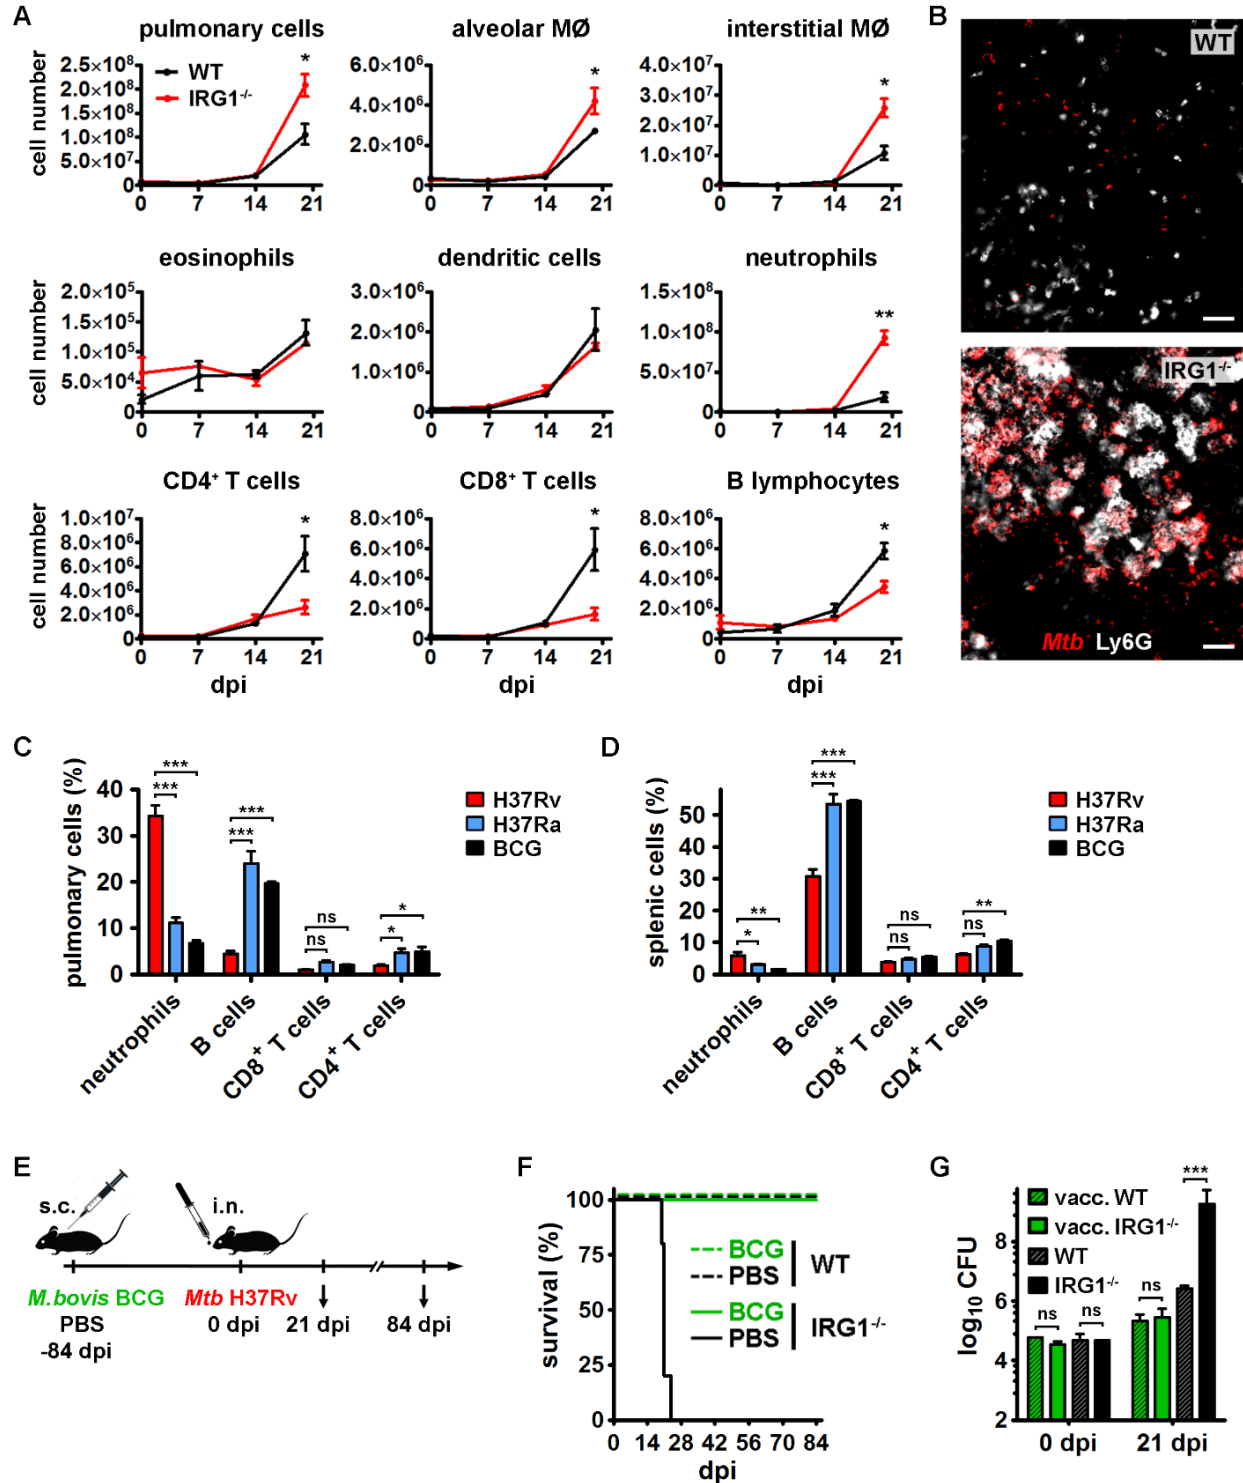 A
pulmonary cells
cell number
2.5×10⁸
2.0×10⁸
1.5×10⁸
1.0×10⁸
5.0×10⁷
0
WT
IRG1⁻/⁻
*
0 7 14 21
alveolar MØ
6.0×10⁶
4.0×10⁶
2.0×10⁶
0
*
0 7 14 21
interstitial MØ
4.0×10⁷
3.0×10⁷
2.0×10⁷
1.0×10⁷
0
*
0 7 14 21
eosinophils
cell number
2.0×10⁵
1.5×10⁵
1.0×10⁵
5.0×10⁴
0
0 7 14 21
dendritic cells
3.0×10⁶
2.0×10⁶
1.0×10⁶
0
0 7 14 21
neutrophils
1.5×10⁸
1.0×10⁸
5.0×10⁷
0
**
0 7 14 21
CD4⁺ T cells
cell number
1.0×10⁷
8.0×10⁶
6.0×10⁶
4.0×10⁶
2.0×10⁶
0
*
0 7 14 21
dpi
CD8⁺ T cells
8.0×10⁶
6.0×10⁶
4.0×10⁶
2.0×10⁶
0
*
0 7 14 21
dpi
B lymphocytes
8.0×10⁶
6.0×10⁶
4.0×10⁶
2.0×10⁶
0
*
0 7 14 21
dpi
B
WT
IRG1⁻/⁻
Mtb Ly6G
C
pulmonary cells (%)
40
30
20
10
0
***
***
***
***
ns
ns
*
*
H37Rv
H37Ra
BCG
neutrophils
B cells
CD8⁺ T cells
CD4⁺ T cells
D
splenic cells (%)
50
40
30
20
10
0
**
*
***
***
ns
ns
**
ns
H37Rv
H37Ra
BCG
neutrophils
B cells
CD8⁺ T cells
CD4⁺ T cells
E
s.c.
i.n.
M.bovis BCG
PBS
-84 dpi
Mtb H37Rv
0 dpi
21 dpi
84 dpi
F
survival (%)
100
75
50
25
0
BCG
PBS
WT
BCG
PBS
IRG1⁻/⁻
0 14 28 42 56 70 84
dpi
G
log₁₀ CFU
8
6
4
2
vacc. WT
vacc. IRG1⁻/⁻
WT
IRG1⁻/⁻
ns
ns
ns
***
0 dpi
21 dpi